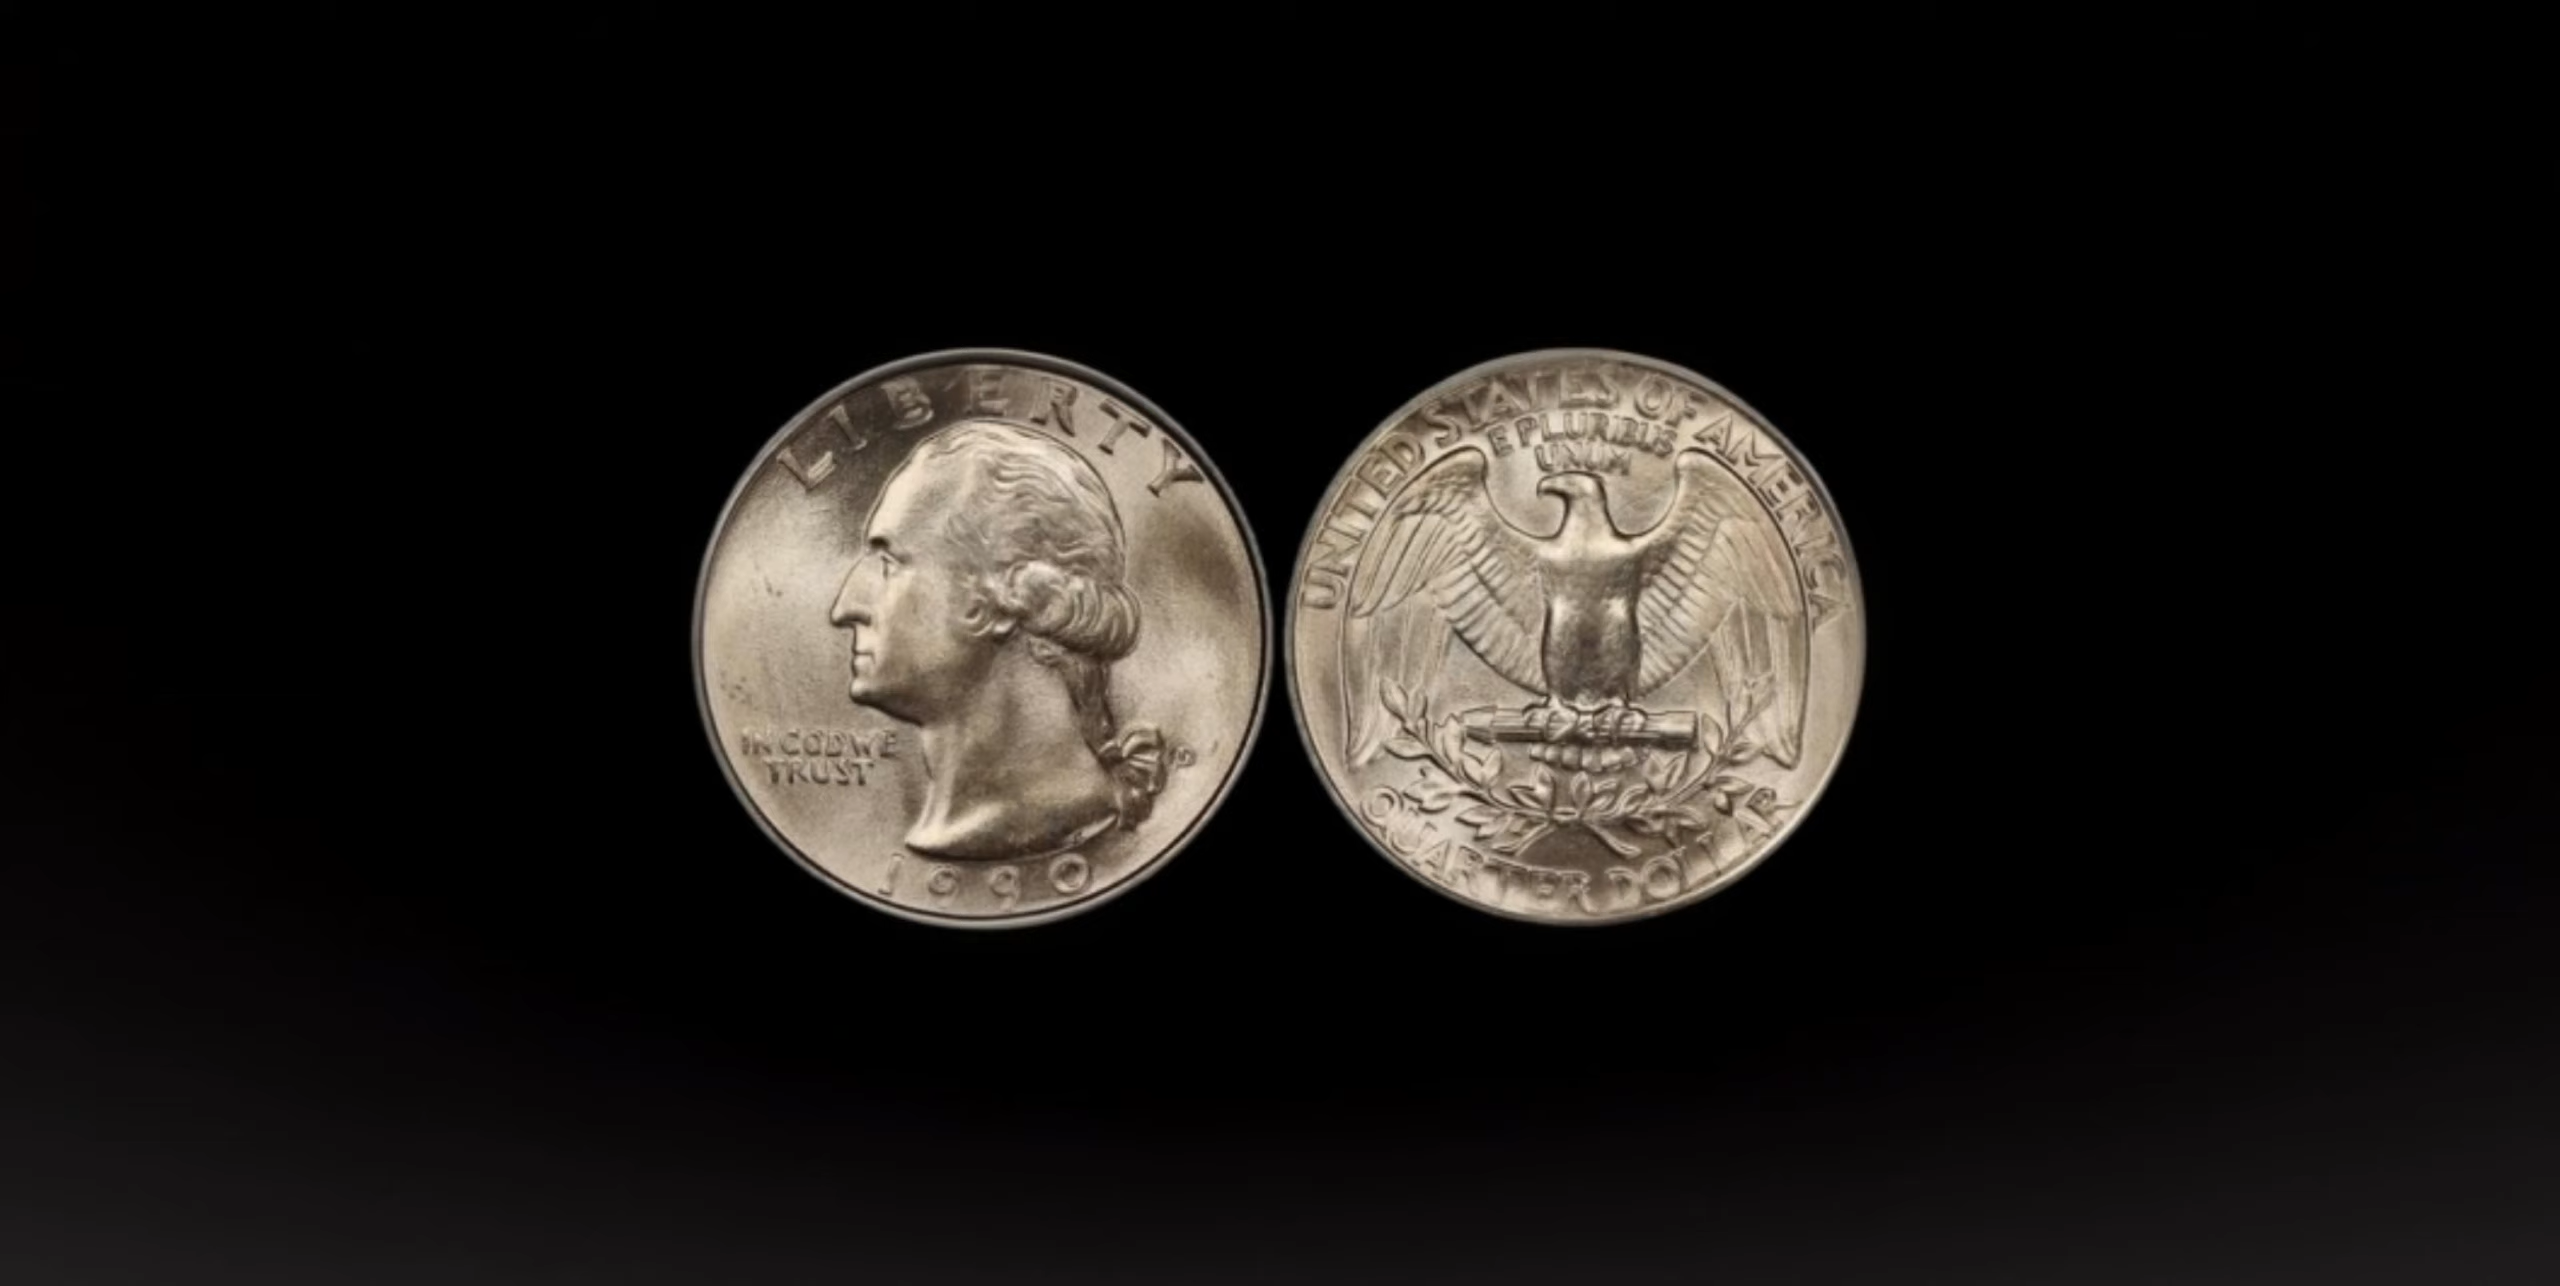 LIBERTY
IN GOD WE
TRUST
P
1990
UNITED STATES OF AMERICA
E PLURIBUS
UNUM
QUARTER DOLLAR